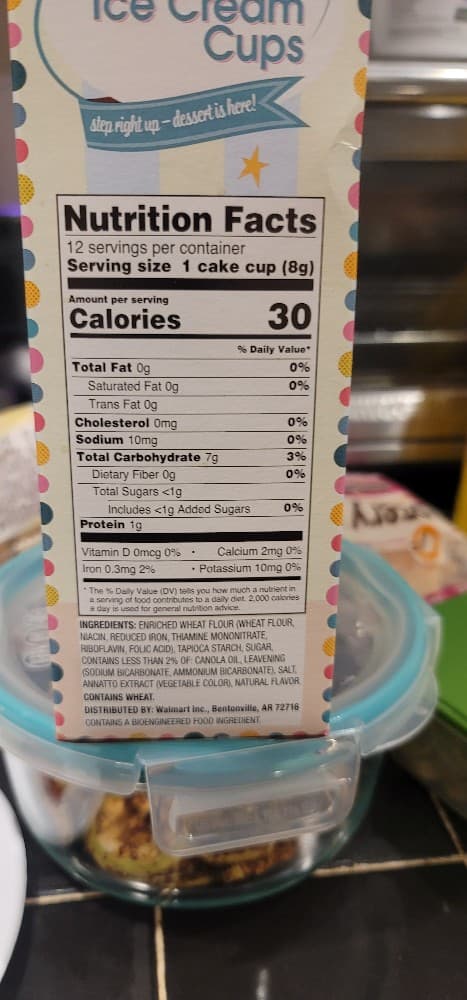 Ice Cream
Cups
step right up – dessert is here!
Nutrition Facts
12 servings per container
Serving size 1 cake cup (8g)
Amount per serving
Calories 30
% Daily Value*
Total Fat 0g 0%
Saturated Fat 0g 0%
Trans Fat 0g
Cholesterol 0mg 0%
Sodium 10mg 0%
Total Carbohydrate 7g 3%
Dietary Fiber 0g 0%
Total Sugars <1g
Includes <1g Added Sugars 0%
Protein 1g
Vitamin D 0mcg 0% • Calcium 2mg 0%
Iron 0.3mg 2% • Potassium 10mg 0%
* The % Daily Value (DV) tells you how much a nutrient in
a serving of food contributes to a daily diet. 2,000 calories
a day is used for general nutrition advice.
INGREDIENTS: ENRICHED WHEAT FLOUR (WHEAT FLOUR,
NIACIN, REDUCED IRON, THIAMINE MONONITRATE,
RIBOFLAVIN, FOLIC ACID), TAPIOCA STARCH, SUGAR,
CONTAINS LESS THAN 2% OF: CANOLA OIL, LEAVENING
(SODIUM BICARBONATE, AMMONIUM BICARBONATE), SALT,
ANNATTO EXTRACT (VEGETABLE COLOR), NATURAL FLAVOR.
CONTAINS WHEAT.
DISTRIBUTED BY: Walmart Inc., Bentonville, AR 72716
CONTAINS A BIOENGINEERED FOOD INGREDIENT.